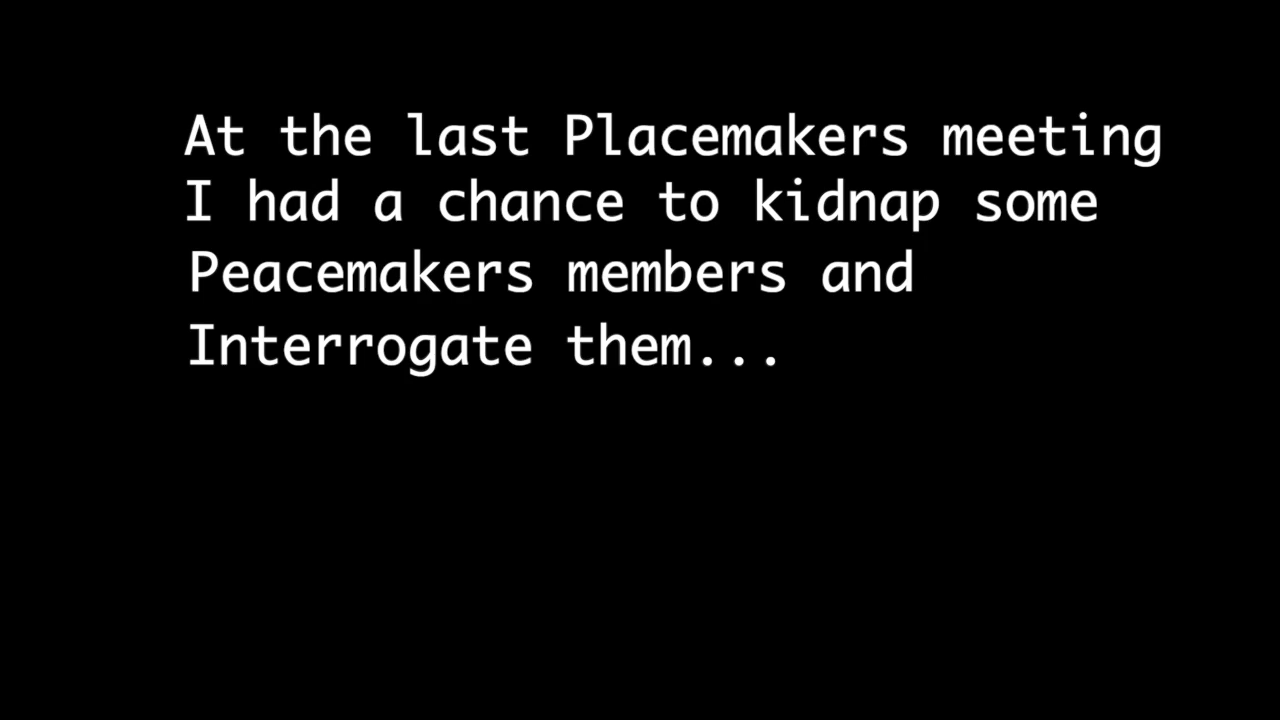 At the last Placemakers meeting
I had a chance to kidnap some
Peacemakers members and
Interrogate them...